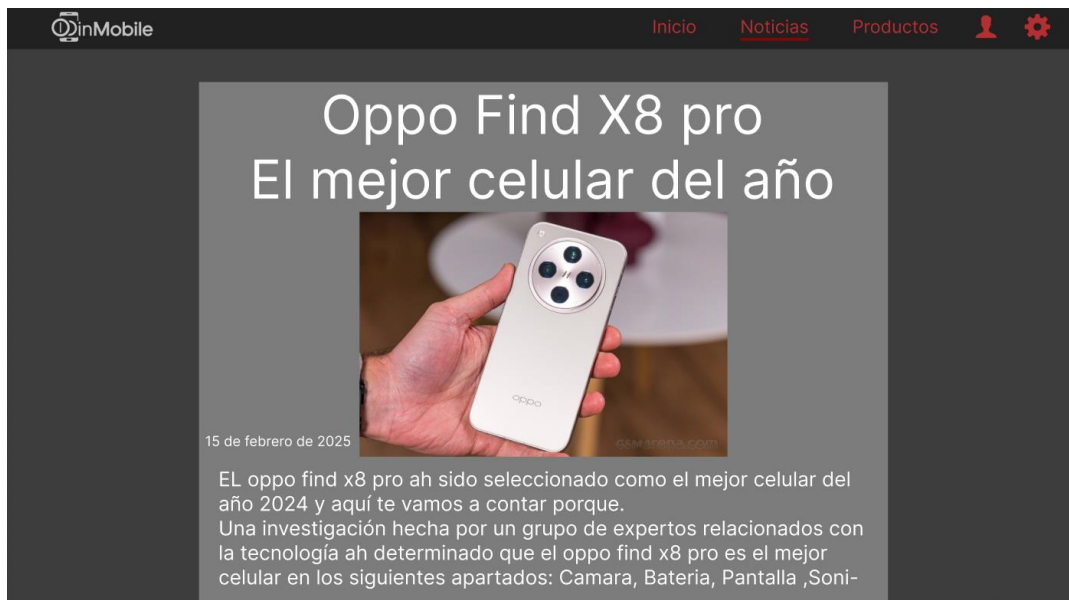 inMobile
Inicio Noticias Productos
Oppo Find X8 pro
El mejor celular del año
oppo
GSMArena.com
15 de febrero de 2025
EL oppo find x8 pro ah sido seleccionado como el mejor celular del
año 2024 y aquí te vamos a contar porque.
Una investigación hecha por un grupo de expertos relacionados con
la tecnología ah determinado que el oppo find x8 pro es el mejor
celular en los siguientes apartados: Camara, Bateria, Pantalla ,Soni-